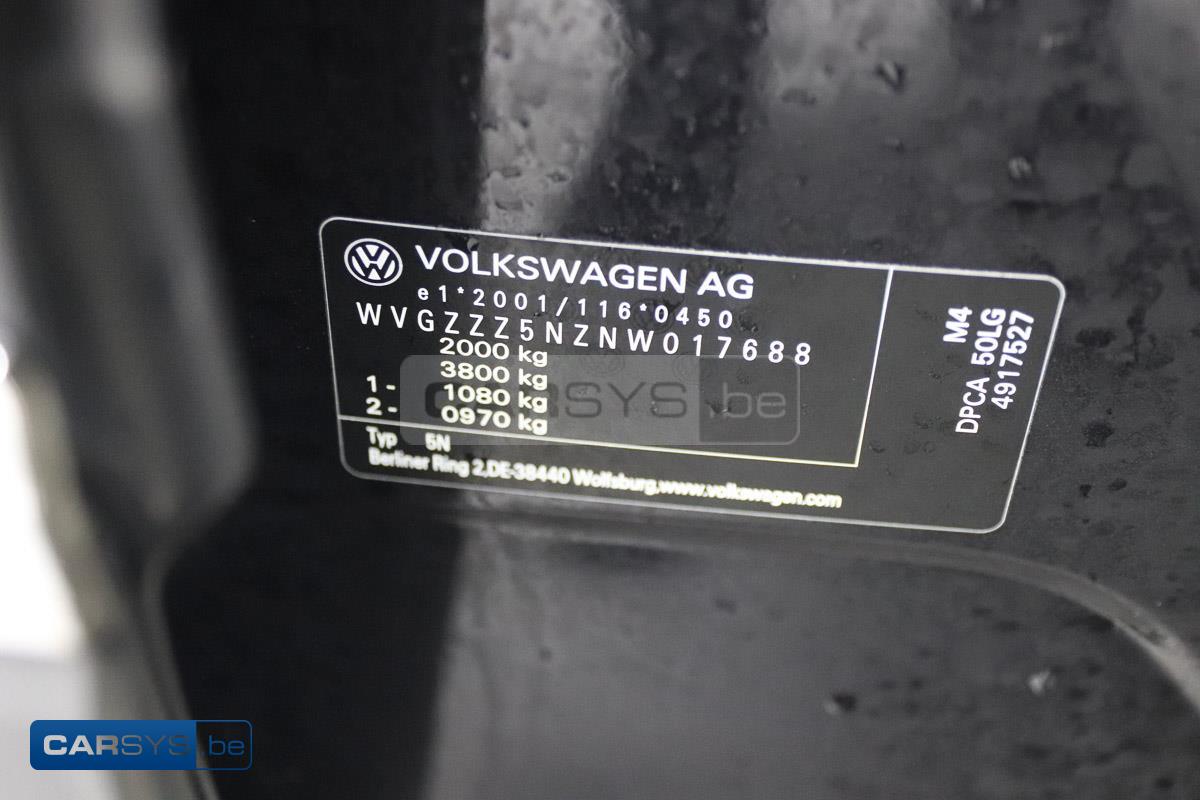 VOLKSWAGEN AG
e1*2001/116*0450
WVGZZZ5NZNW017688
2000 kg
3800 kg
1 - 1080 kg
2 - 0970 kg
Typ 5N
Berliner Ring 2,DE-38440 Wolfsburg,www.volkswagen.com
M4
DPCA 50LG
4917527
CARSYS.be
CARSYS.be